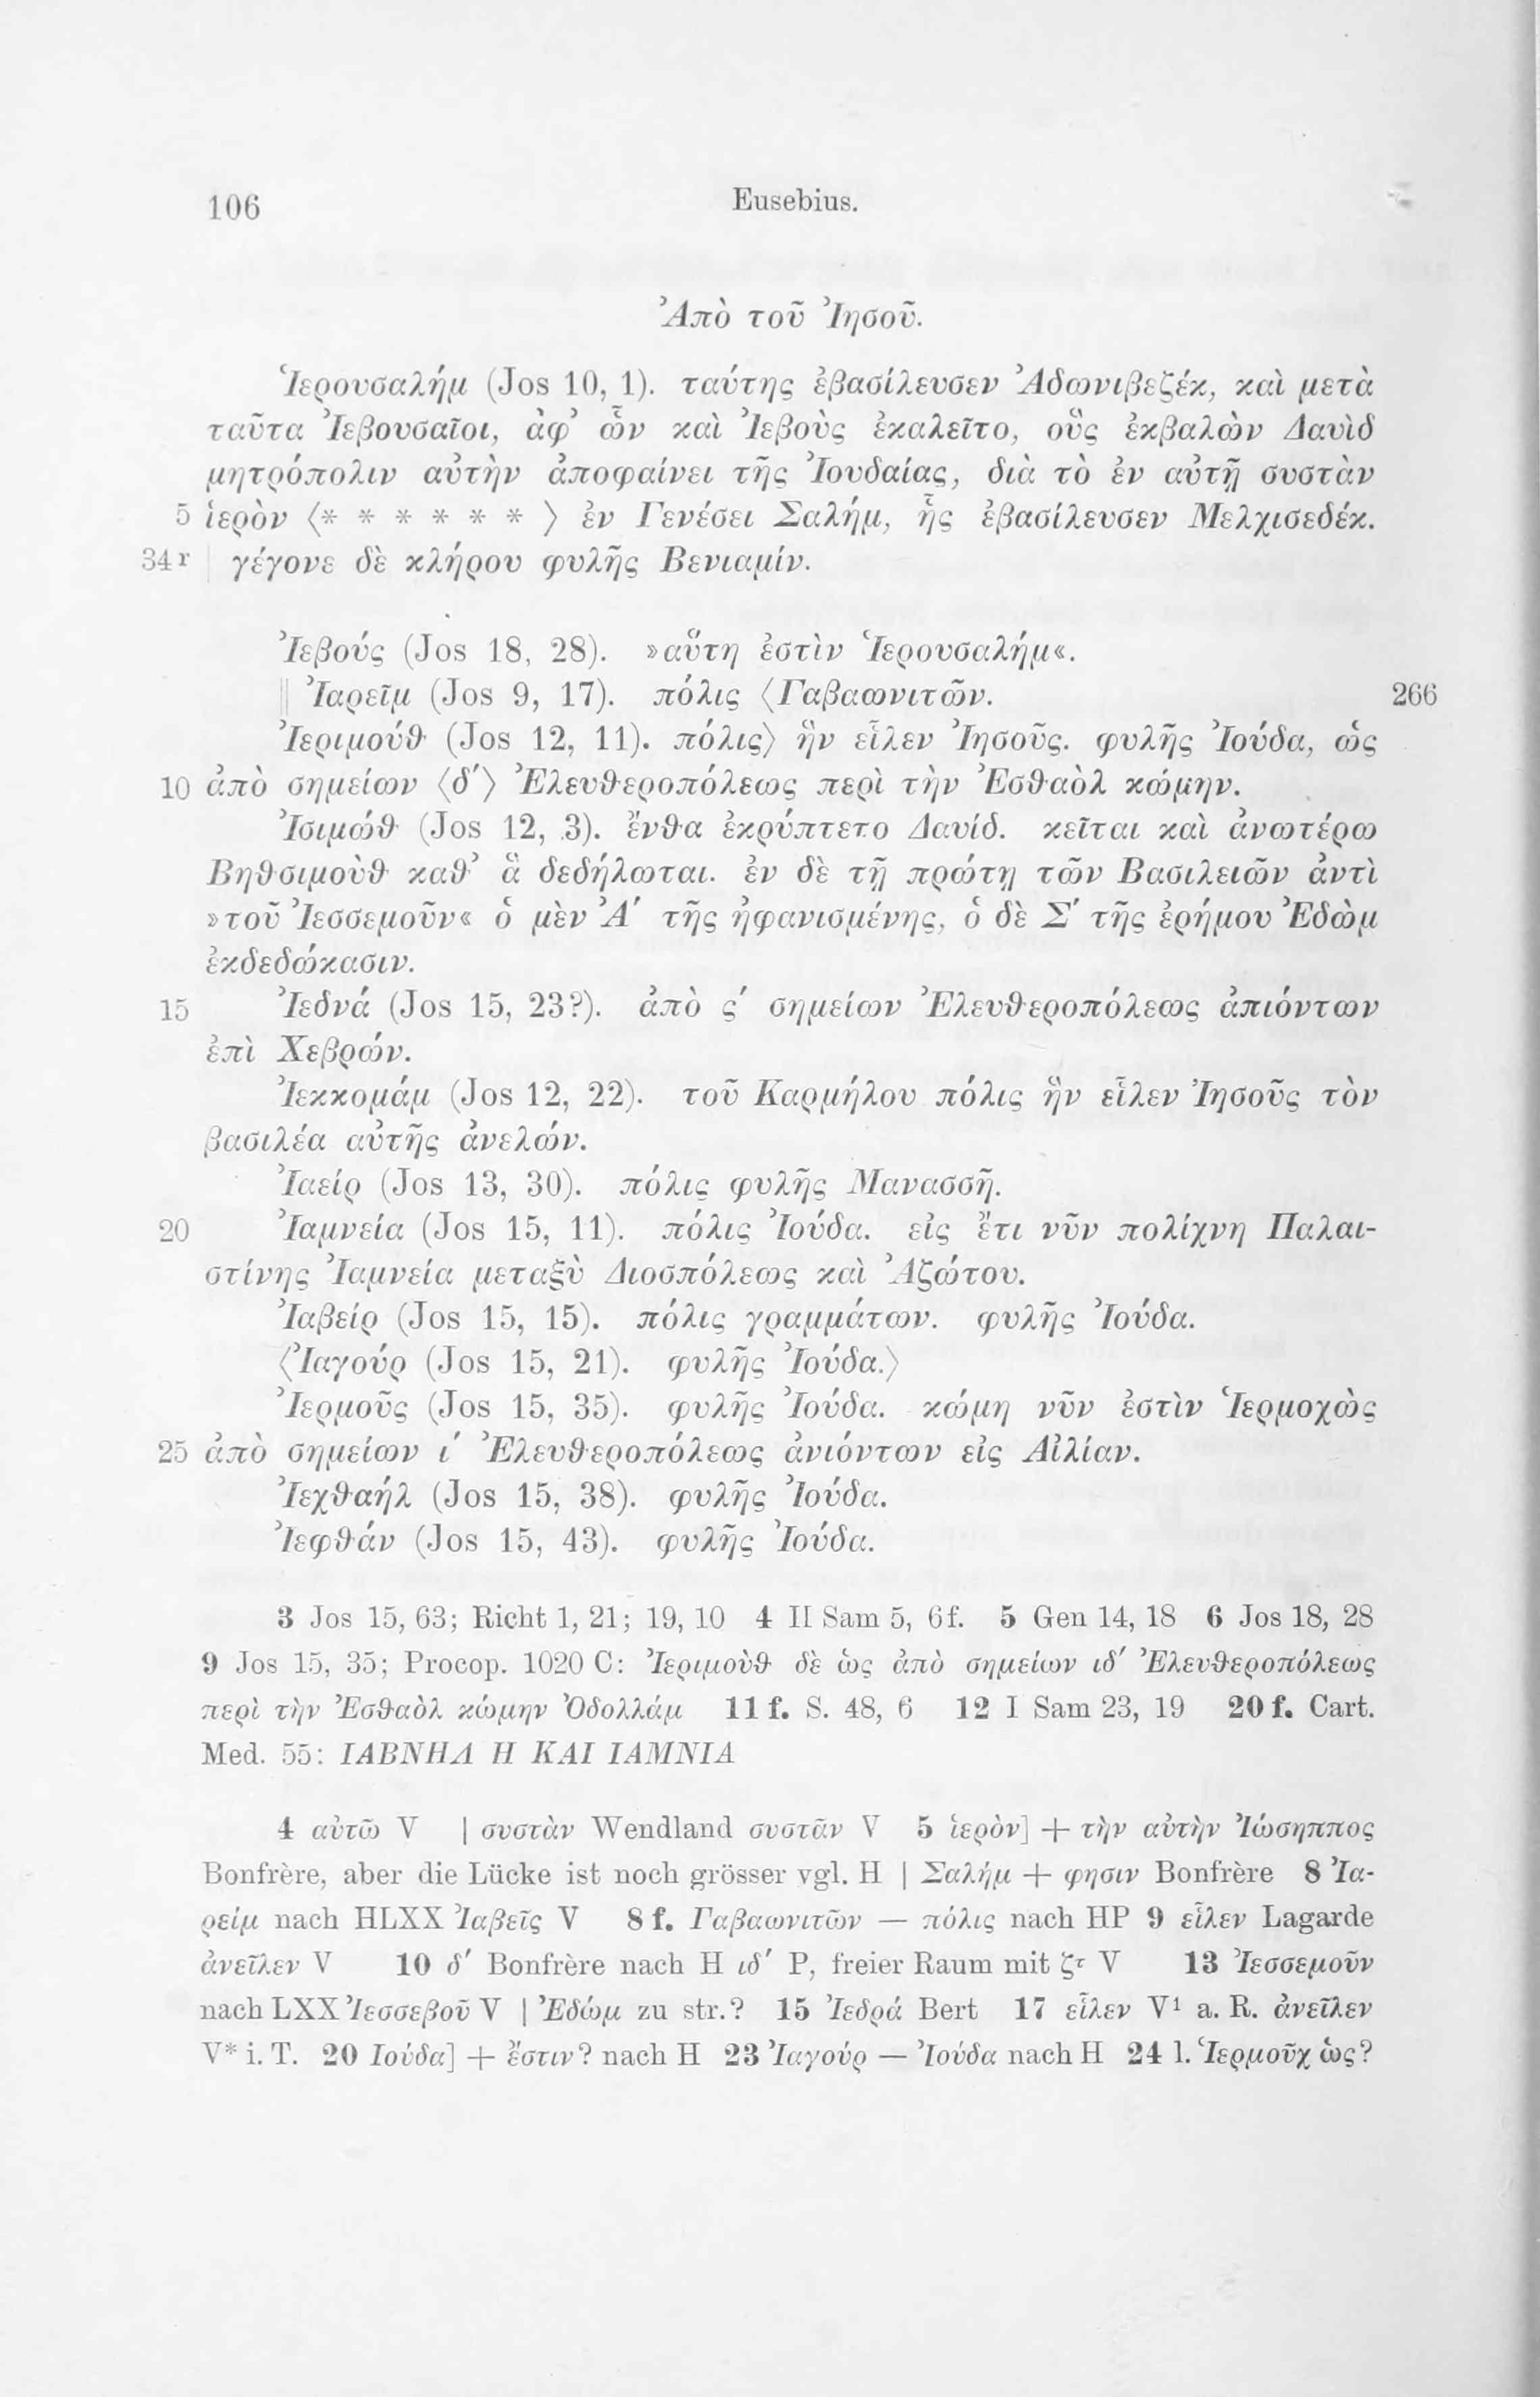 106 Eusebius.
Ἀπὸ τοῦ Ἰησοῦ.
Ἱερουσαλήμ (Jos 10, 1). ταύτης ἐβασίλευσεν Ἀδωνιβεζέκ, καὶ μετὰ
ταῦτα Ἰεβουσαῖοι, ἀφ’ ὧν καὶ Ἰεβοὺς ἐκαλεῖτο, οὓς ἐκβαλὼν Δαυὶδ
μητρόπολιν αὐτὴν ἀποφαίνει τῆς Ἰουδαίας, διὰ τὸ ἐν αὐτῇ συστὰν
5 ἱερὸν ⟨* * * * * * ⟩ ἐν Γενέσει Σαλήμ, ἧς ἐβασίλευσεν Μελχισεδέκ.
34r | γέγονε δὲ κλήρου φυλῆς Βενιαμίν.
Ἰεβούς (Jos 18, 28). »αὕτη ἐστὶν Ἱερουσαλήμ«.
|| Ἰαρεῖμ (Jos 9, 17). πόλις ⟨Γαβαωνιτῶν. 266
Ἱεριμούθ (Jos 12, 11). πόλις⟩ ἣν εἷλεν Ἰησοῦς. φυλῆς Ἰούδα, ὡς
10 ἀπὸ σημείων ⟨δ′⟩ Ἐλευθεροπόλεως περὶ τὴν Ἐσθαὸλ κώμην.
Ἰσιμώθ (Jos 12, 3). ἔνθα ἐκρύπτετο Δαυίδ. κεῖται καὶ ἀνωτέρω
Βηθσιμοὺθ καθ’ ἃ δεδήλωται. ἐν δὲ τῇ πρώτῃ τῶν Βασιλειῶν ἀντὶ
»τοῦ Ἰεσσεμοῦν« ὁ μὲν Ἀ′ τῆς ἠφανισμένης, ὁ δὲ Σ′ τῆς ἐρήμου Ἐδὼμ
ἐκδεδώκασιν.
15 Ἰεδνά (Jos 15, 23?). ἀπὸ ϛ′ σημείων Ἐλευθεροπόλεως ἀπιόντων
ἐπὶ Χεβρών.
Ἰεκκομάμ (Jos 12, 22). τοῦ Καρμήλου πόλις ἣν εἷλεν Ἰησοῦς τὸν
βασιλέα αὐτῆς ἀνελών.
Ἰαείρ (Jos 13, 30). πόλις φυλῆς Μανασσῆ.
20 Ἰαμνεία (Jos 15, 11). πόλις Ἰούδα. εἰς ἔτι νῦν πολίχνη Παλαι-
στίνης Ἰαμνεία μεταξὺ Διοσπόλεως καὶ Ἀζώτου.
Ἰαβείρ (Jos 15, 15). πόλις γραμμάτων. φυλῆς Ἰούδα.
⟨Ἰαγούρ (Jos 15, 21). φυλῆς Ἰούδα.⟩
Ἰερμοῦς (Jos 15, 35). φυλῆς Ἰούδα. κώμη νῦν ἐστὶν Ἱερμοχὼς
25 ἀπὸ σημείων ι′ Ἐλευθεροπόλεως ἀνιόντων εἰς Αἰλίαν.
Ἰεχθαήλ (Jos 15, 38). φυλῆς Ἰούδα.
Ἰεφθάν (Jos 15, 43). φυλῆς Ἰούδα.
3 Jos 15, 63; Richt 1, 21; 19, 10 4 II Sam 5, 6f. 5 Gen 14, 18 6 Jos 18, 28
9 Jos 15, 35; Procop. 1020 C: Ἰεριμοὺθ δὲ ὡς ἀπὸ σημείων ιδ′ Ἐλευθεροπόλεως
περὶ τὴν Ἐσθαὸλ κώμην Ὀδολλάμ 11 f. S. 48, 6 12 I Sam 23, 19 20 f. Cart.
Med. 55: ΙΑΒΝΗΛ Η ΚΑΙ ΙΑΜΝΙΑ
4 αὐτῶ V | συστὰν Wendland συστᾶν V 5 ἱερὸν] + τὴν αὐτὴν Ἰώσηππος
Bonfrère, aber die Lücke ist noch grösser vgl. H | Σαλήμ + φησιν Bonfrère 8 Ἰα-
ρείμ nach HLXX Ἰαβεῖς V 8 f. Γαβαωνιτῶν — πόλις nach HP 9 εἷλεν Lagarde
ἀνεῖλεν V 10 δ′ Bonfrère nach H ιδ′ P, freier Raum mit ζτ V 13 Ἰεσσεμοῦν
nach LXX Ἰεσσεβοῦ V | Ἐδώμ zu str.? 15 Ἰεδρά Bert 17 εἷλεν V1 a. R. ἀνεῖλεν
V* i. T. 20 Ἰούδα] + ἔστιν? nach H 23 Ἰαγούρ — Ἰούδα nach H 24 l. Ἱερμοῦχ ὡς?